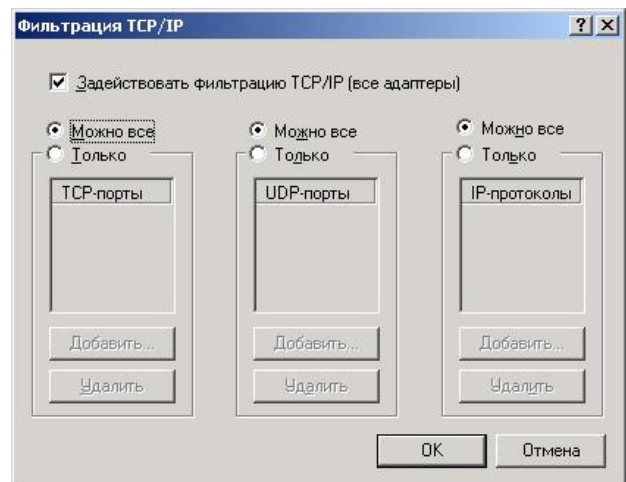 Фильтрация TCP/IP
Задействовать фильтрацию TCP/IP (все адаптеры)
Можно все
Только
TCP-порты
Добавить...
Удалить
Можно все
Только
UDP-порты
Добавить...
Удалить
Можно все
Только
IP-протоколы
Добавить...
Удалить
OK
Отмена